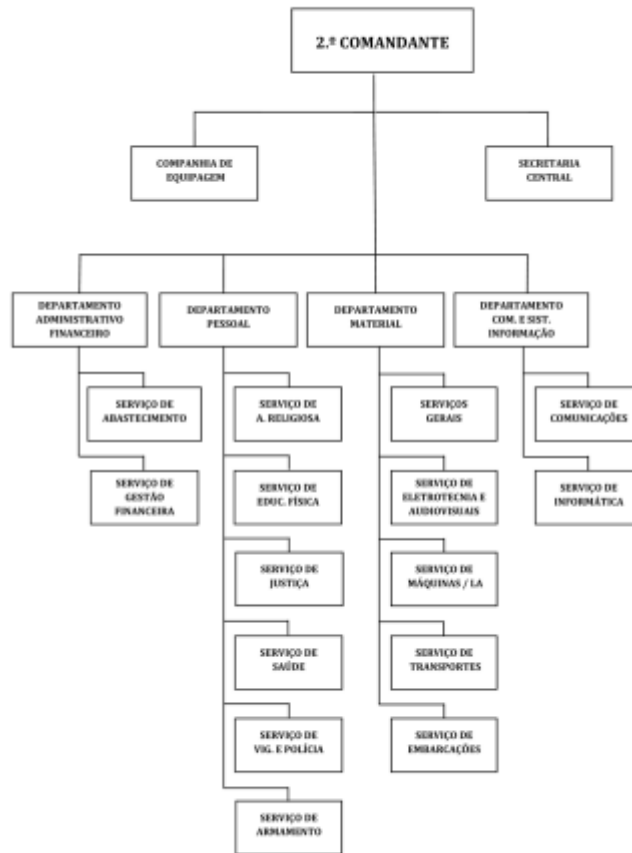 2.º COMANDANTE
COMPANHIA DE
EQUIPAGEM
SECRETARIA
CENTRAL
DEPARTAMENTO
ADMINISTRATIVO
FINANCEIRO
DEPARTAMENTO
PESSOAL
DEPARTAMENTO
MATERIAL
DEPARTAMENTO
COM. E SIST.
INFORMAÇÃO
SERVIÇO DE
ABASTECIMENTO
SERVIÇO DE
GESTÃO
FINANCEIRA
SERVIÇO DE
A. RELIGIOSA
SERVIÇO DE
EDUC. FÍSICA
SERVIÇO DE
JUSTIÇA
SERVIÇO DE
SAÚDE
SERVIÇO DE
VIG. E POLÍCIA
SERVIÇO DE
ARMAMENTO
SERVIÇOS
GERAIS
SERVIÇO DE
ELETROTECNIA E
AUDIOVISUAIS
SERVIÇO DE
MÁQUINAS / LA
SERVIÇO DE
TRANSPORTES
SERVIÇO DE
EMBARCAÇÕES
SERVIÇO DE
COMUNICAÇÕES
SERVIÇO DE
INFORMÁTICA